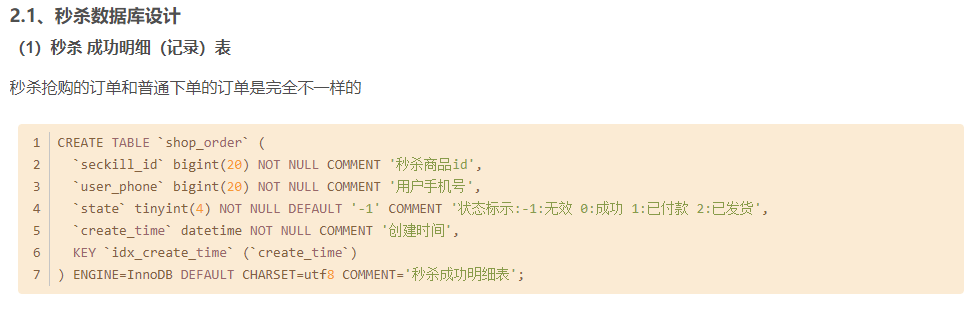 2.1、秒杀数据库设计
（1）秒杀 成功明细（记录）表
秒杀抢购的订单和普通下单的订单是完全不一样的
1 CREATE TABLE `shop_order` (
2 `seckill_id` bigint(20) NOT NULL COMMENT '秒杀商品id',
3 `user_phone` bigint(20) NOT NULL COMMENT '用户手机号',
4 `state` tinyint(4) NOT NULL DEFAULT '-1' COMMENT '状态标示:-1:无效 0:成功 1:已付款 2:已发货',
5 `create_time` datetime NOT NULL COMMENT '创建时间',
6 KEY `idx_create_time` (`create_time`)
7 ) ENGINE=InnoDB DEFAULT CHARSET=utf8 COMMENT='秒杀成功明细表';